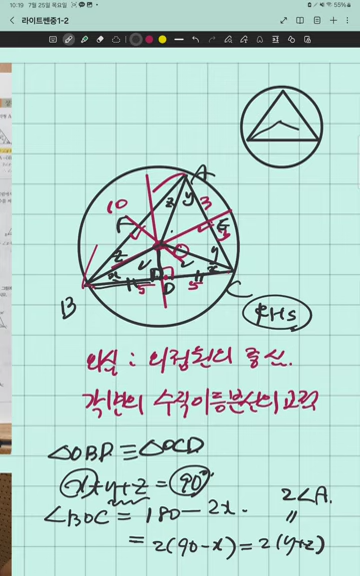 10:19 7월 25일 목요일
55%
라이트쎈중1-2
A
10
z y
3
F
E
z
y
x
x
5 D 5
B
C
RHS
외심 : 외접원의 중심.
각변의 수직이등분선의 교점
△OBD ≡ △OCD
x+y+z = 90°
∠BOC = 180 - 2x.
2∠A.
〃
= 2(90-x) = 2(y+z)